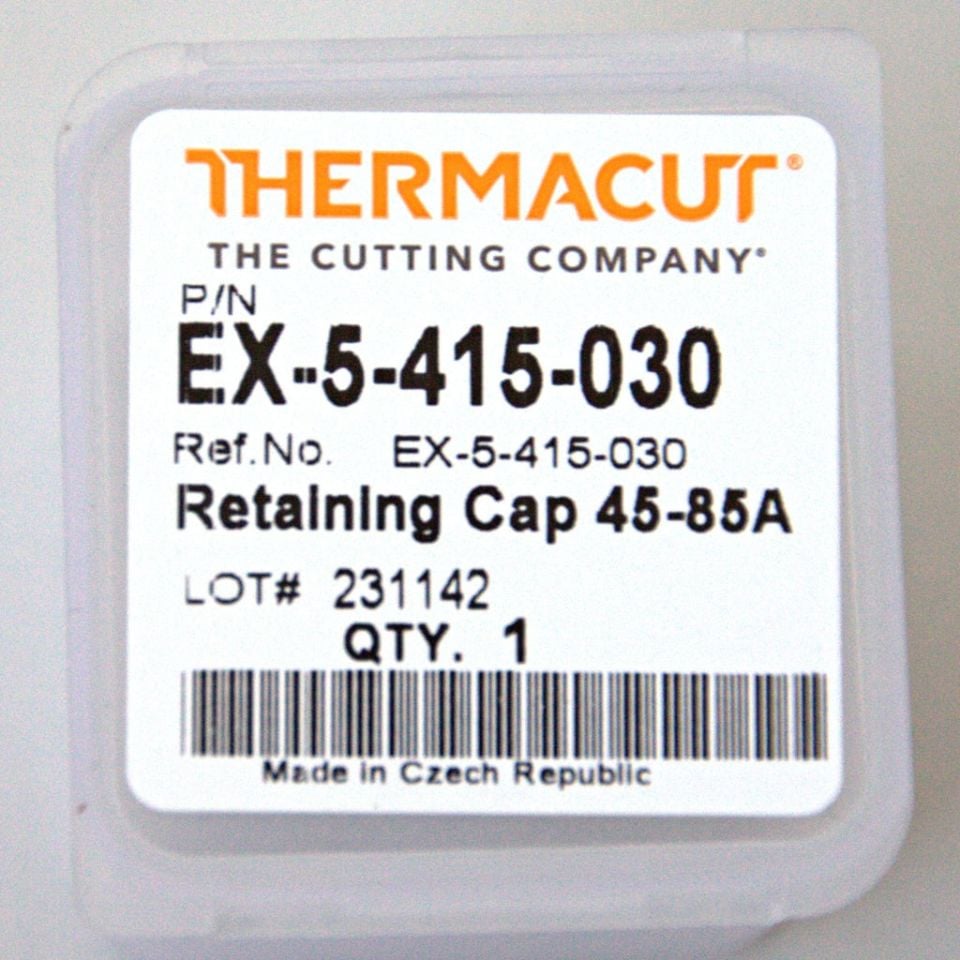 THERMACUT®
THE CUTTING COMPANY®
P/N
EX-5-415-030
Ref.No. EX-5-415-030
Retaining Cap 45-85A
LOT# 231142
QTY. 1
Made in Czech Republic